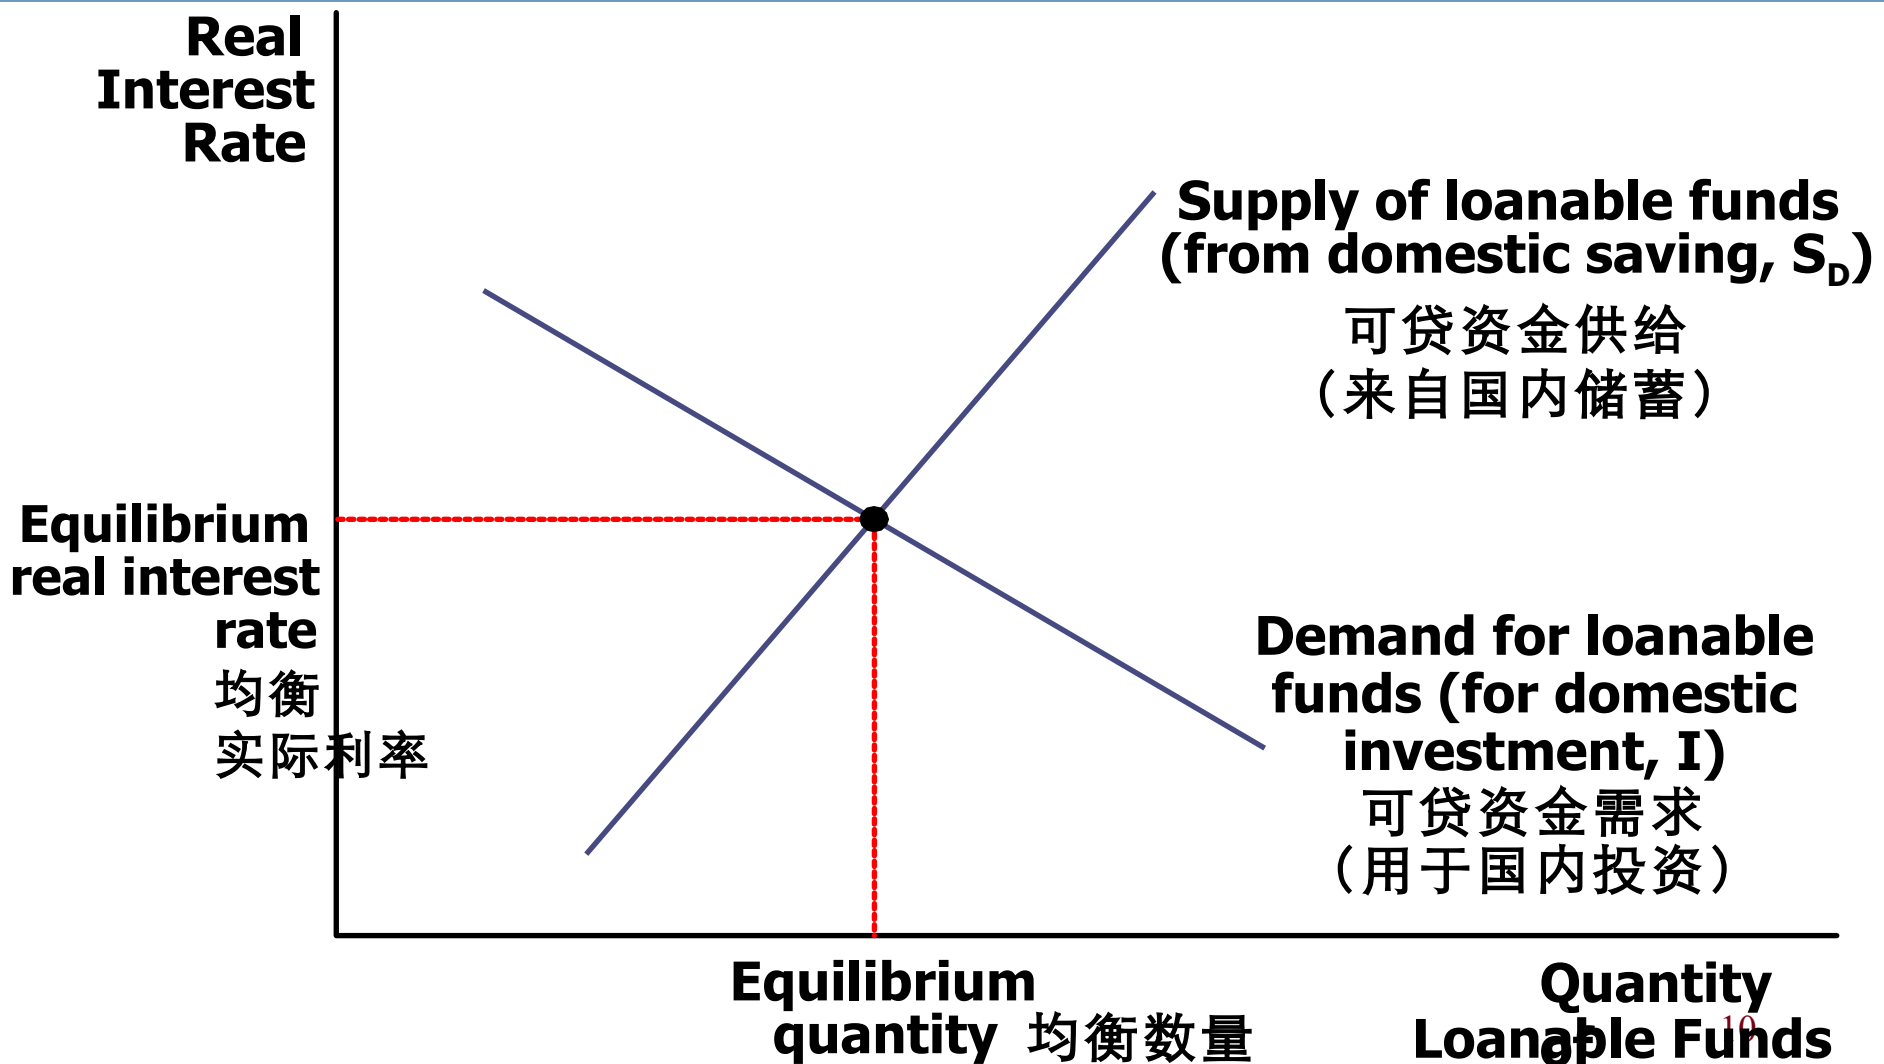 Real
Interest
Rate
Supply of loanable funds
(from domestic saving, S_D)
可贷资金供给
（来自国内储蓄）
Equilibrium
real interest
rate
均衡
实际利率
Demand for loanable
funds (for domestic
investment, I)
可贷资金需求
（用于国内投资）
Equilibrium
quantity 均衡数量
Quantity
of
Loanable Funds
10